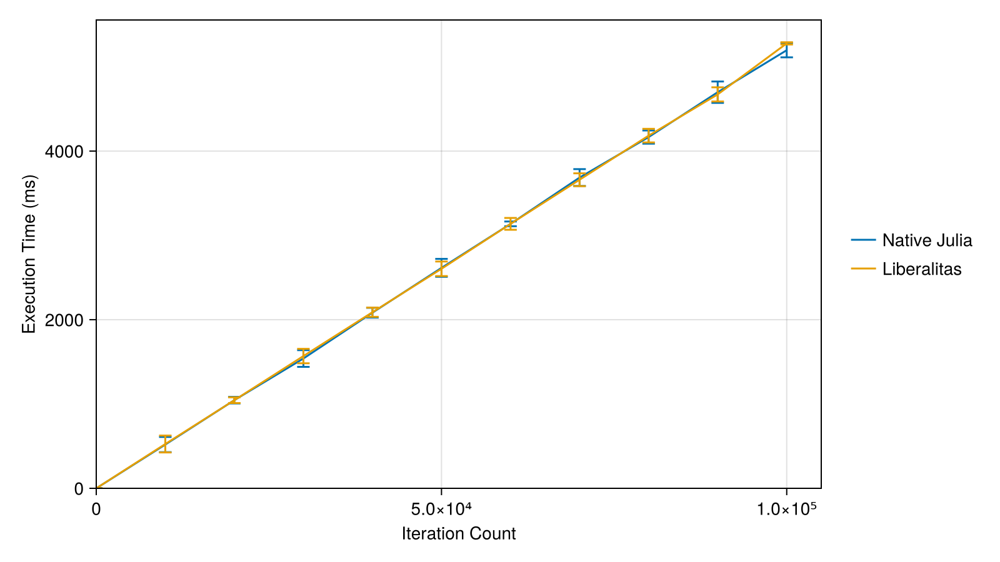 Execution Time (ms)
4000
2000
0
0
5.0×10⁴
1.0×10⁵
Iteration Count
Native Julia
Liberalitas